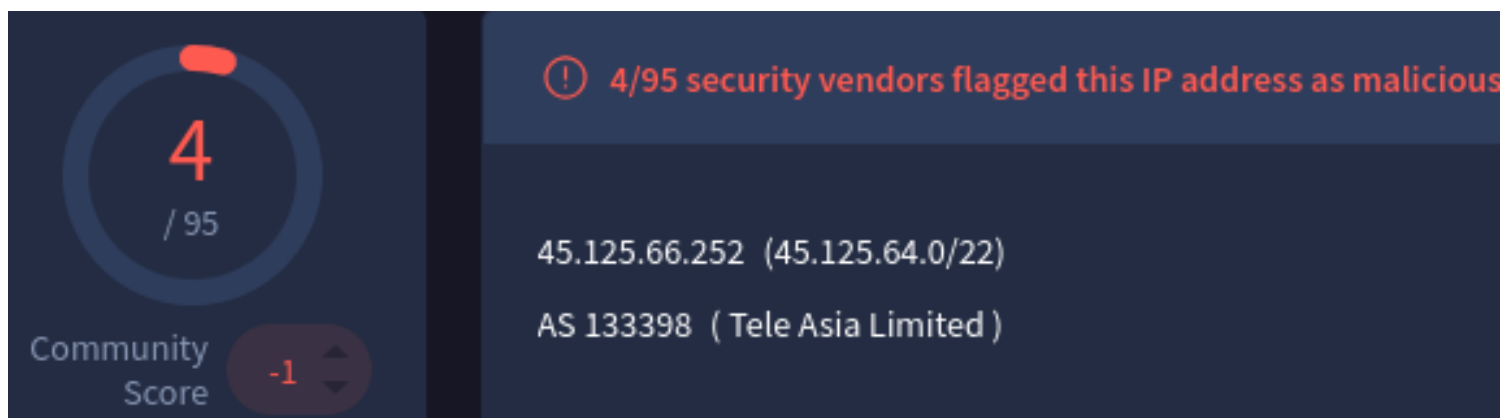 4
/ 95
Community
Score
-1
4/95 security vendors flagged this IP address as malicious
45.125.66.252 (45.125.64.0/22)
AS 133398 ( Tele Asia Limited )